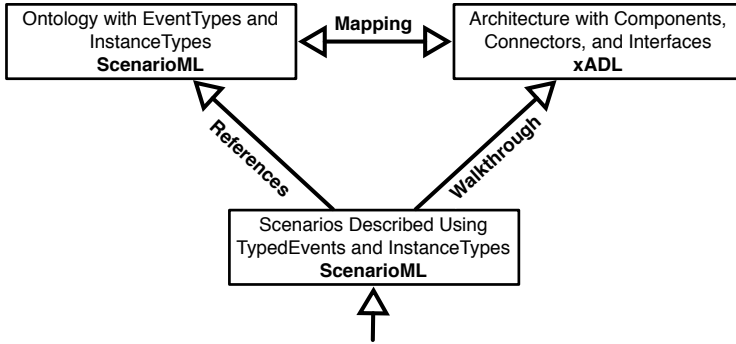 Ontology with EventTypes and
InstanceTypes
ScenarioML
Mapping
Architecture with Components,
Connectors, and Interfaces
xADL
References
Walkthrough
Scenarios Described Using
TypedEvents and InstanceTypes
ScenarioML